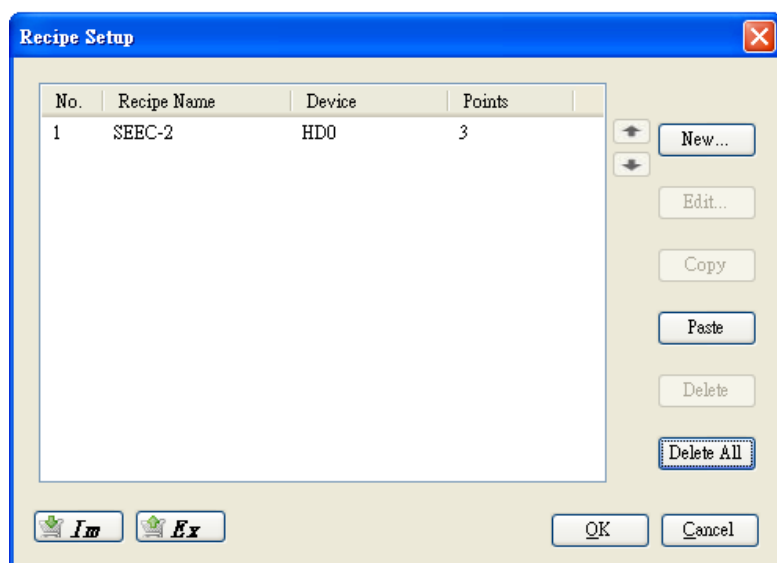 Recipe Setup
No. Recipe Name Device Points
1 SEEC-2 HD0 3
New...
Edit...
Copy
Paste
Delete
Delete All
Im Ex OK Cancel